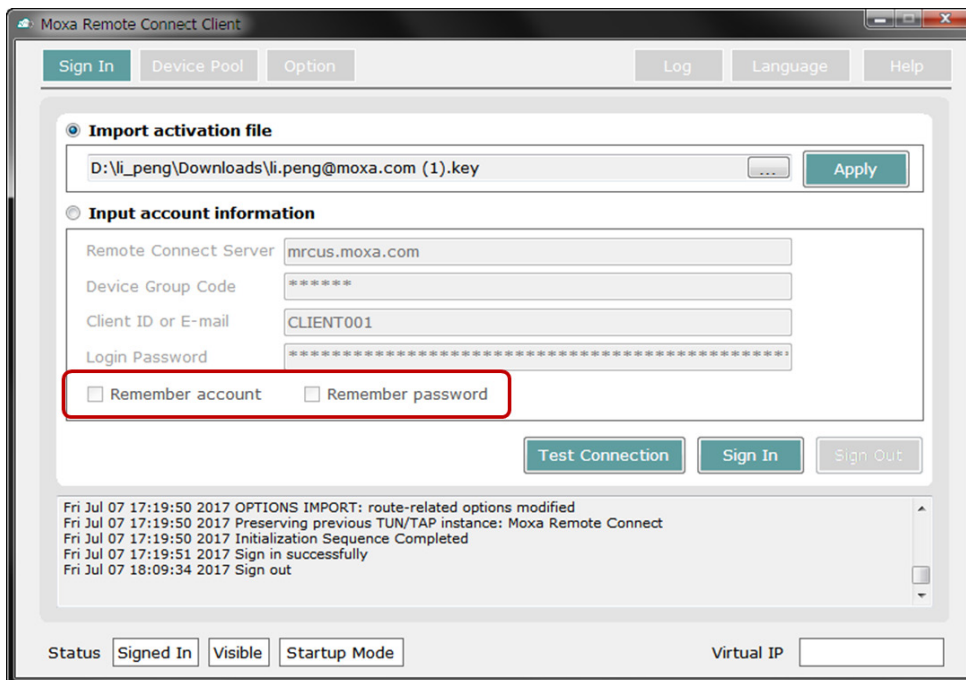 Moxa Remote Connect Client
Sign In Device Pool Option Log Language Help
Import activation file
D:\li_peng\Downloads\li.peng@moxa.com (1).key ... Apply
Input account information
Remote Connect Server mrcus.moxa.com
Device Group Code ******
Client ID or E-mail CLIENT001
Login Password ************************************************
Remember account Remember password
Test Connection Sign In Sign Out
Fri Jul 07 17:19:50 2017 OPTIONS IMPORT: route-related options modified
Fri Jul 07 17:19:50 2017 Preserving previous TUN/TAP instance: Moxa Remote Connect
Fri Jul 07 17:19:50 2017 Initialization Sequence Completed
Fri Jul 07 17:19:51 2017 Sign in successfully
Fri Jul 07 18:09:34 2017 Sign out
Status Signed In Visible Startup Mode Virtual IP